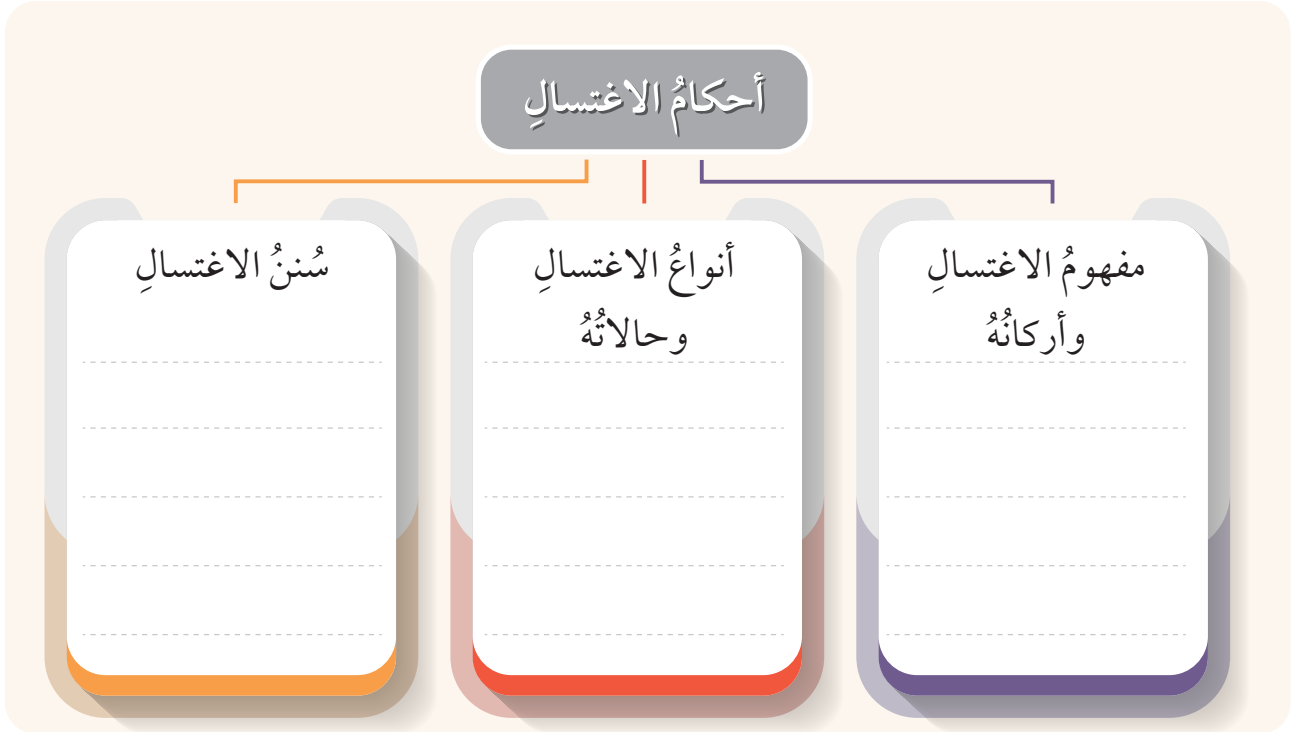 أحكامُ الاغتسالِ
مفهومُ الاغتسالِ
وأركانُهُ
أنواعُ الاغتسالِ
وحالاتُهُ
سُننُ الاغتسالِ